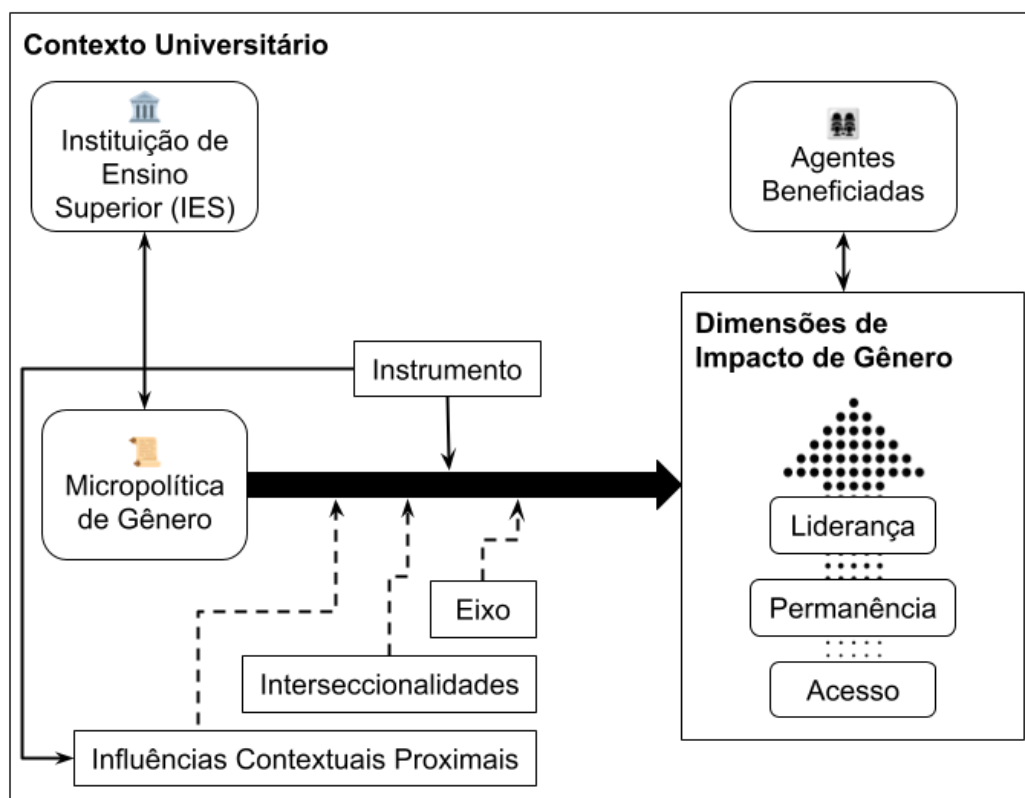 Contexto Universitário
Instituição de
Ensino
Superior (IES)
Agentes
Beneficiadas
Dimensões de
Impacto de Gênero
Instrumento
Micropolítica
de Gênero
Liderança
Eixo
Permanência
Interseccionalidades
Acesso
Influências Contextuais Proximais